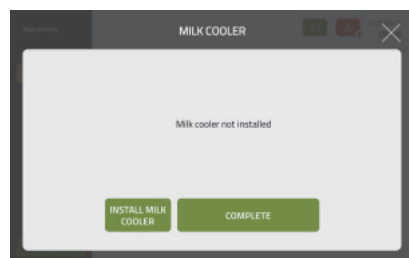 MILK COOLER
Milk cooler not installed
INSTALL MILK
COOLER
COMPLETE